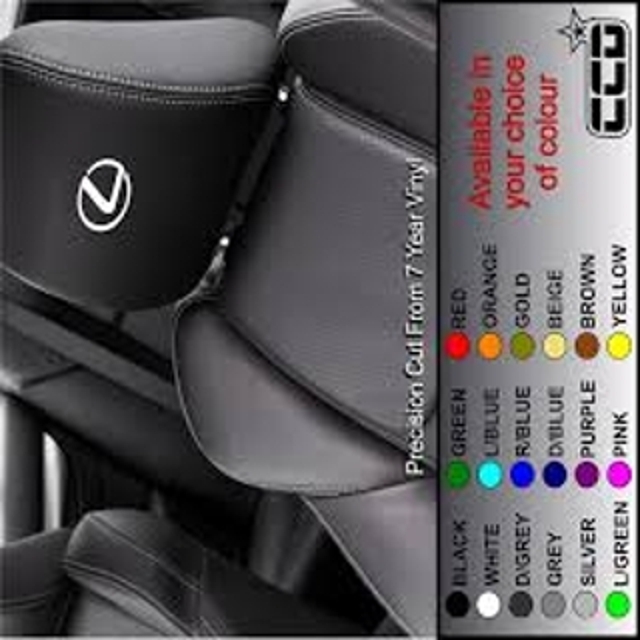 Precision Cut From 7 Year Vinyl
BLACK GREEN RED
WHITE L/BLUE ORANGE
D/GREY R/BLUE GOLD
GREY D/BLUE BEIGE
SILVER PURPLE BROWN
L/GREEN PINK YELLOW
Available in
your choice
of colour
CCD